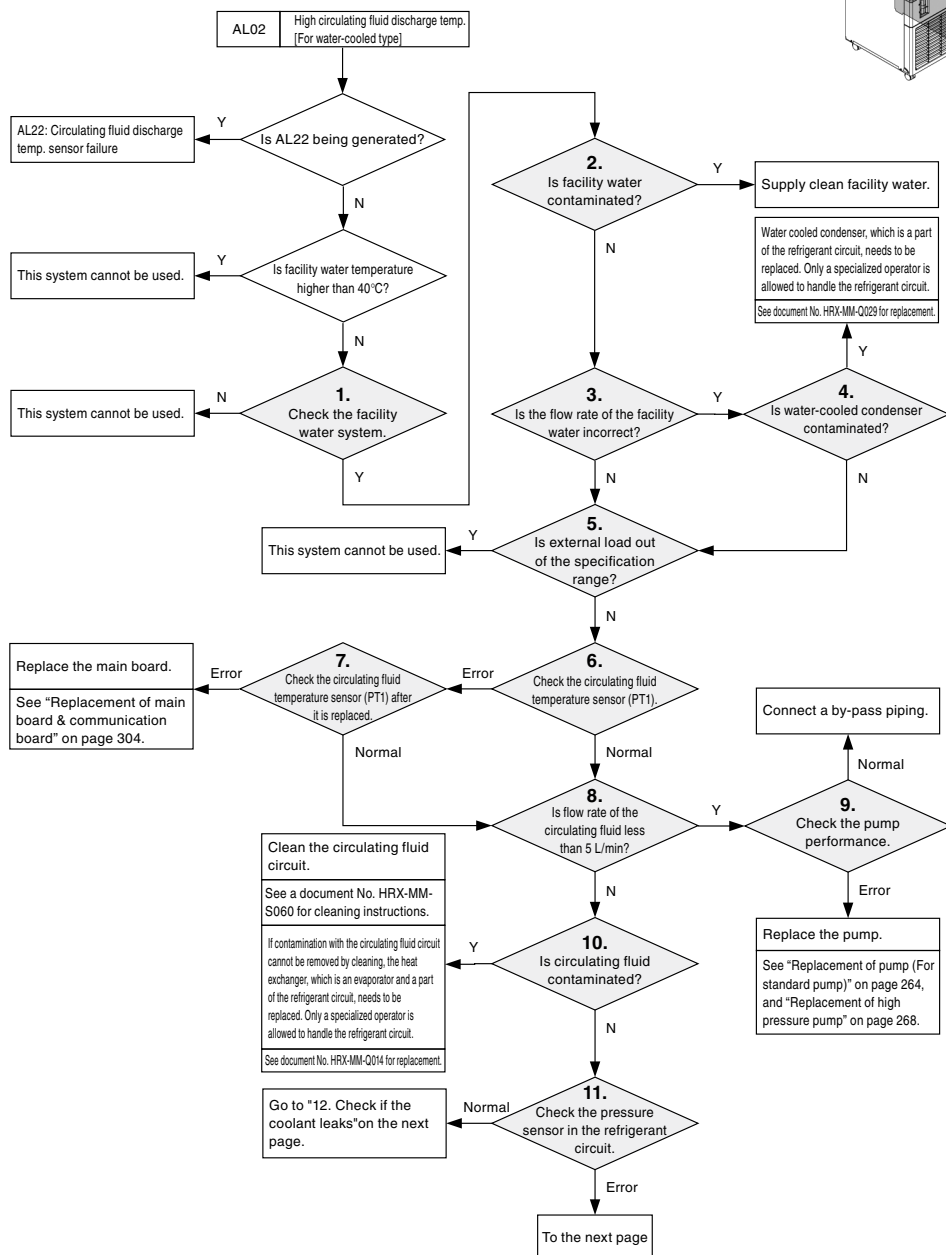 AL02
High circulating fluid discharge temp.
[For water-cooled type]
Is AL22 being generated?
Y
AL22: Circulating fluid discharge
temp. sensor failure
N
Is facility water temperature
higher than 40°C?
Y
This system cannot be used.
N
1.
Check the facility
water system.
N
This system cannot be used.
Y
2.
Is facility water
contaminated?
Y
Supply clean facility water.
N
3.
Is the flow rate of the facility
water incorrect?
Y
4.
Is water-cooled condenser
contaminated?
Y
Water cooled condenser, which is a part
of the refrigerant circuit, needs to be
replaced. Only a specialized operator is
allowed to handle the refrigerant circuit.
See document No. HRX-MM-Q029 for replacement.
N
N
5.
Is external load out
of the specification
range?
Y
This system cannot be used.
N
6.
Check the circulating fluid
temperature sensor (PT1).
Error
7.
Check the circulating fluid
temperature sensor (PT1) after
it is replaced.
Error
Replace the main board.
See “Replacement of main
board & communication
board” on page 304.
Normal
Normal
8.
Is flow rate of the
circulating fluid less
than 5 L/min?
Y
9.
Check the pump
performance.
Normal
Connect a by-pass piping.
Error
Replace the pump.
See “Replacement of pump (For
standard pump)” on page 264,
and “Replacement of high
pressure pump” on page 268.
N
10.
Is circulating fluid
contaminated?
Y
Clean the circulating fluid
circuit.
See a document No. HRX-MM-
S060 for cleaning instructions.
If contamination with the circulating fluid circuit
cannot be removed by cleaning, the heat
exchanger, which is an evaporator and a part
of the refrigerant circuit, needs to be
replaced. Only a specialized operator is
allowed to handle the refrigerant circuit.
See document No. HRX-MM-Q014 for replacement.
N
11.
Check the pressure
sensor in the refrigerant
circuit.
Normal
Go to "12. Check if the
coolant leaks"on the next
page.
Error
To the next page